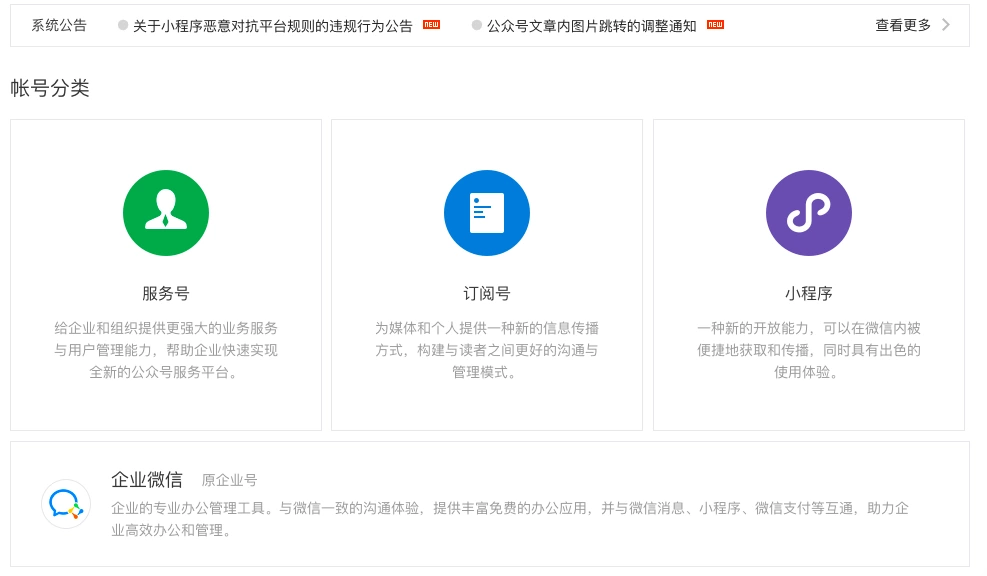 系统公告 关于小程序恶意对抗平台规则的违规行为公告 NEW 公众号文章内图片跳转的调整通知 NEW 查看更多
帐号分类
服务号
给企业和组织提供更强大的业务服务
与用户管理能力，帮助企业快速实现
全新的公众号服务平台。
订阅号
为媒体和个人提供一种新的信息传播
方式，构建与读者之间更好的沟通与
管理模式。
小程序
一种新的开放能力，可以在微信内被
便捷地获取和传播，同时具有出色的
使用体验。
企业微信 原企业号
企业的专业办公管理工具。与微信一致的沟通体验，提供丰富免费的办公应用，并与微信消息、小程序、微信支付等互通，助力企
业高效办公和管理。